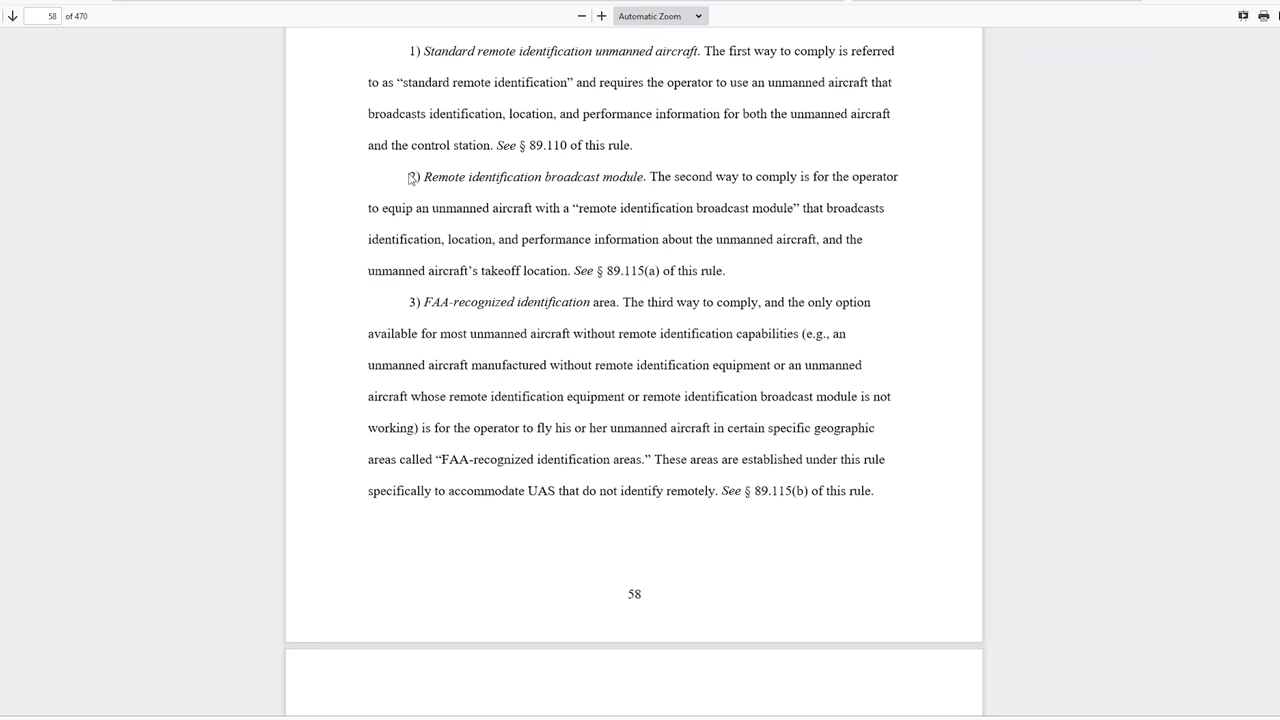 58 of 470
Automatic Zoom
1) Standard remote identification unmanned aircraft. The first way to comply is referred
to as “standard remote identification” and requires the operator to use an unmanned aircraft that
broadcasts identification, location, and performance information for both the unmanned aircraft
and the control station. See § 89.110 of this rule.
2) Remote identification broadcast module. The second way to comply is for the operator
to equip an unmanned aircraft with a “remote identification broadcast module” that broadcasts
identification, location, and performance information about the unmanned aircraft, and the
unmanned aircraft’s takeoff location. See § 89.115(a) of this rule.
3) FAA-recognized identification area. The third way to comply, and the only option
available for most unmanned aircraft without remote identification capabilities (e.g., an
unmanned aircraft manufactured without remote identification equipment or an unmanned
aircraft whose remote identification equipment or remote identification broadcast module is not
working) is for the operator to fly his or her unmanned aircraft in certain specific geographic
areas called “FAA-recognized identification areas.” These areas are established under this rule
specifically to accommodate UAS that do not identify remotely. See § 89.115(b) of this rule.
58